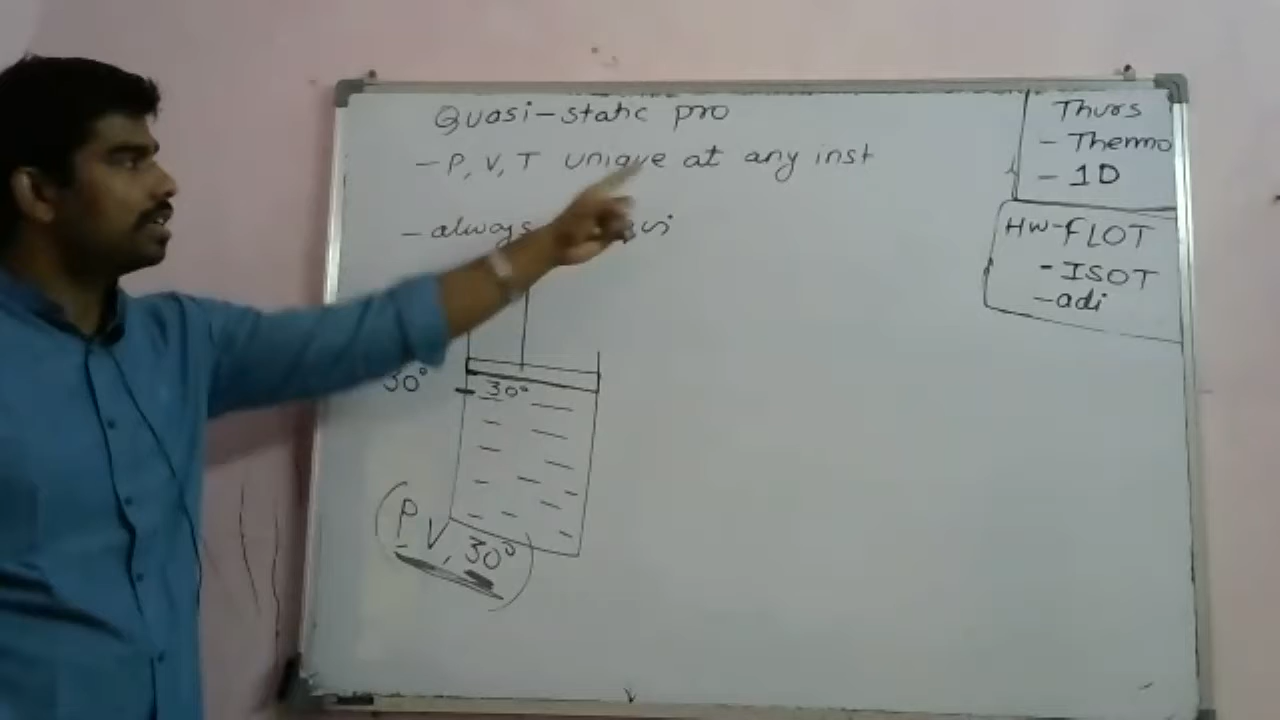 Quasi-static pro
- P, V, T unique at any inst
- always
30°
30°
P, V, 30°
Thurs
- Thermo
- 1D
HW-FLOT
- ISOT
- adi